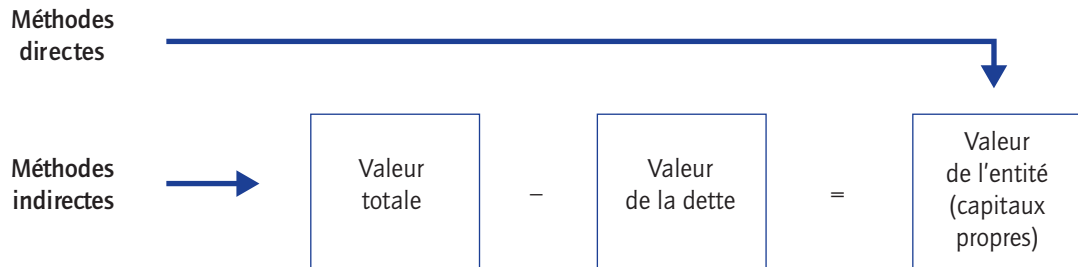 Méthodes
directes
Méthodes
indirectes
Valeur
totale
–
Valeur
de la dette
=
Valeur
de l'entité
(capitaux
propres)